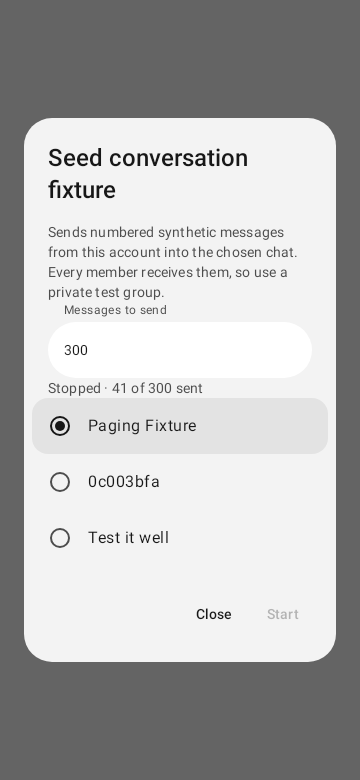 Seed conversation
fixture
Sends numbered synthetic messages
from this account into the chosen chat.
Every member receives them, so use a
private test group.
Messages to send
300
Stopped · 41 of 300 sent
Paging Fixture
0c003bfa
Test it well
Close
Start